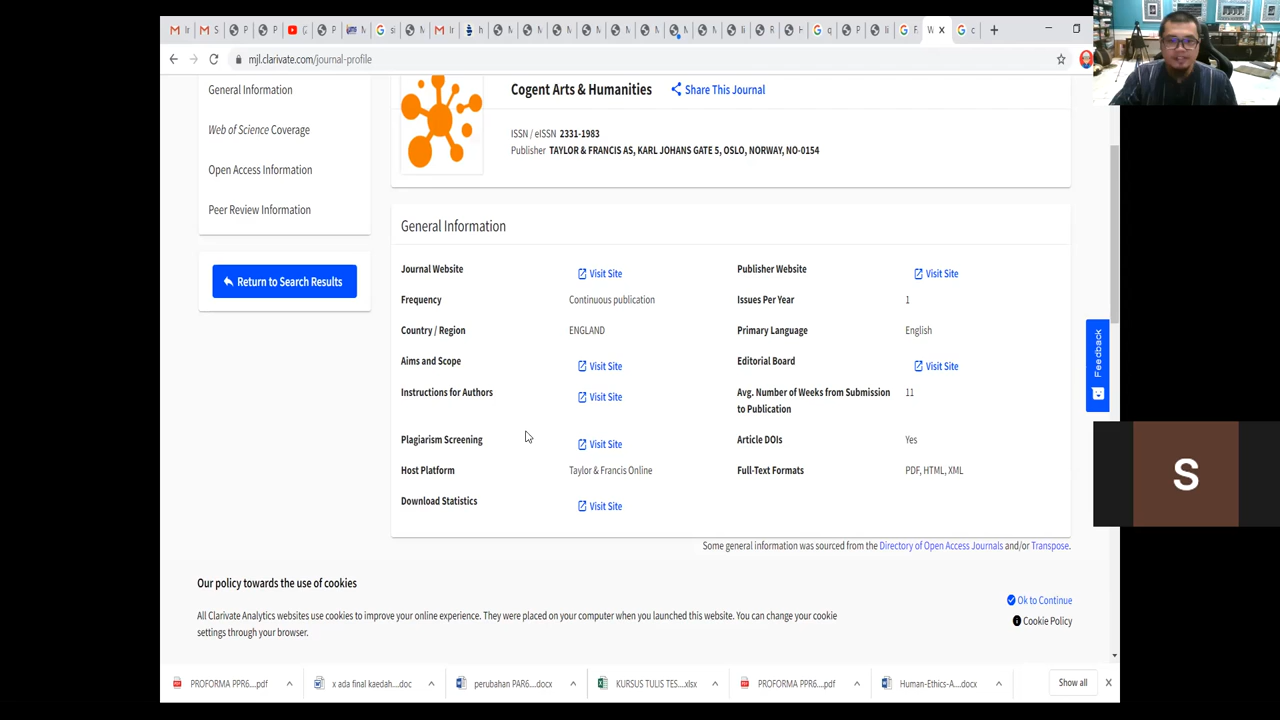 mjl.clarivate.com/journal-profile
General Information
Web of Science Coverage
Open Access Information
Peer Review Information
Return to Search Results
Cogent Arts & Humanities
Share This Journal
ISSN / eISSN 2331-1983
Publisher TAYLOR & FRANCIS AS, KARL JOHANS GATE 5, OSLO, NORWAY, NO-0154
General Information
Journal Website Visit Site Publisher Website Visit Site
Frequency Continuous publication Issues Per Year 1
Country / Region ENGLAND Primary Language English
Aims and Scope Visit Site Editorial Board Visit Site
Instructions for Authors Visit Site Avg. Number of Weeks from Submission 11
to Publication
Plagiarism Screening Visit Site Article DOIs Yes
Host Platform Taylor & Francis Online Full-Text Formats PDF, HTML, XML
Download Statistics Visit Site
Some general information was sourced from the Directory of Open Access Journals and/or Transpose.
Feedback
S
Our policy towards the use of cookies
All Clarivate Analytics websites use cookies to improve your online experience. They were placed on your computer when you launched this website. You can change your cookie
settings through your browser.
Ok to Continue
Cookie Policy
PROFORMA PPR6....pdf x ada final kaedah....doc perubahan PAR6....docx KURSUS TULIS TES....xlsx PROFORMA PPR6....pdf Human-Ethics-A....docx Show all